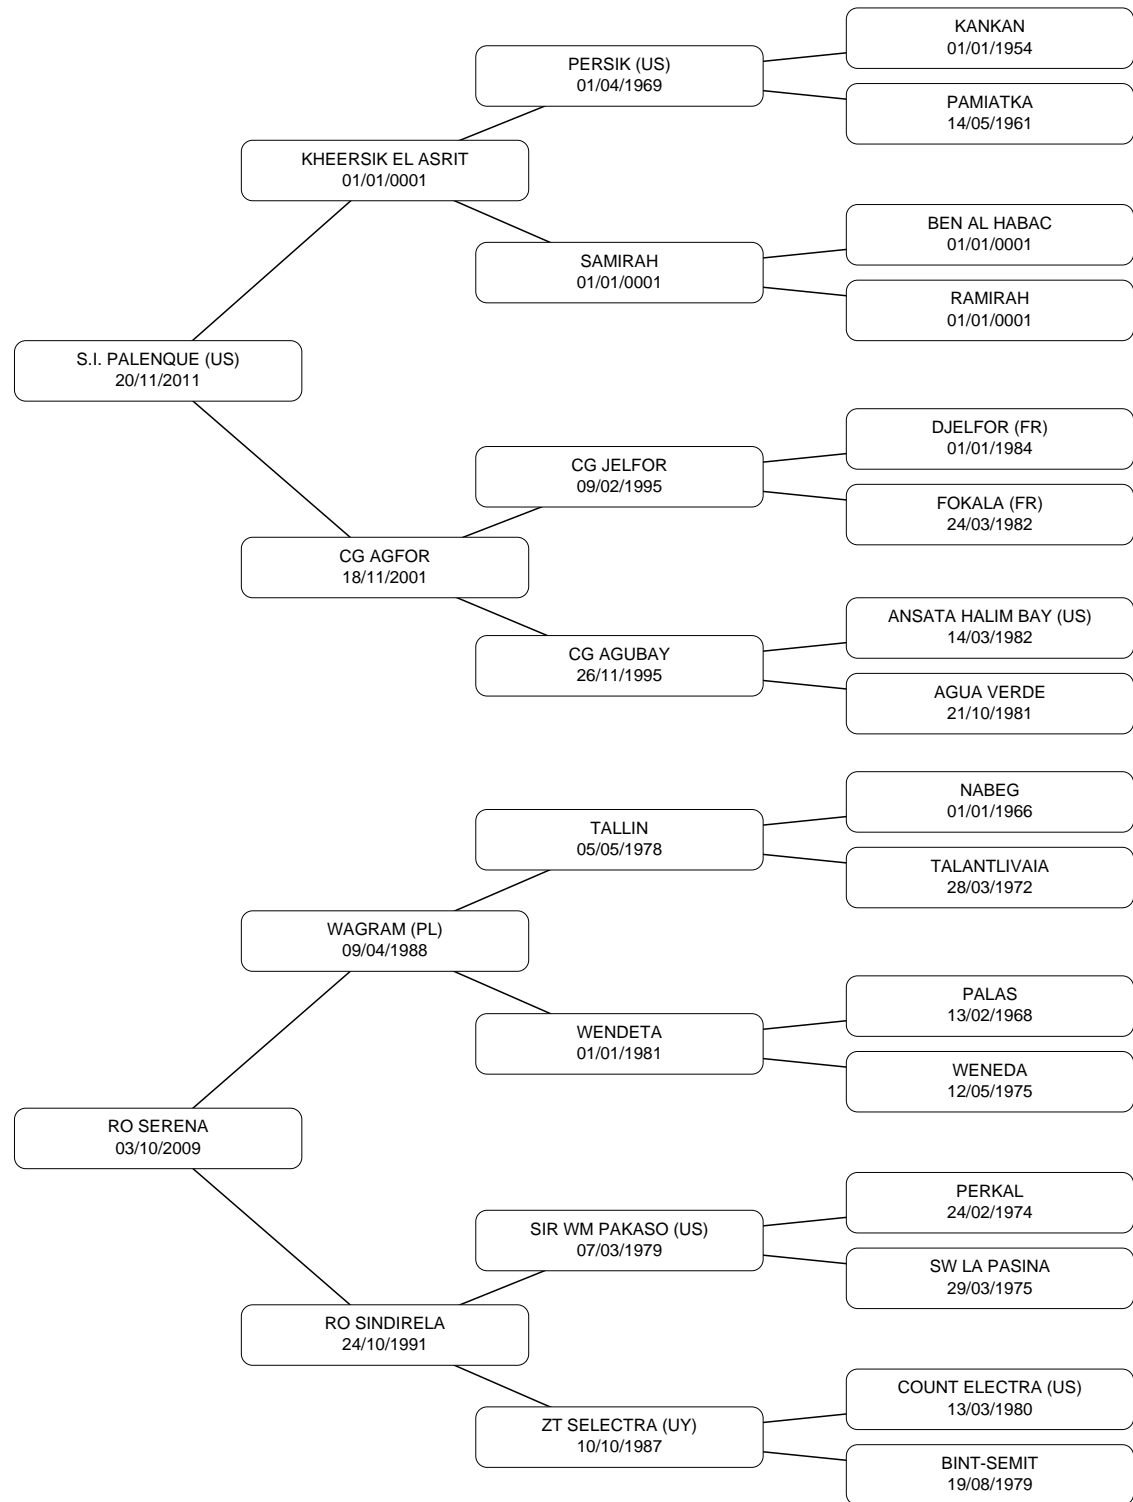 KANKAN
01/01/1954
PERSIK (US)
01/04/1969
PAMIATKA
14/05/1961
KHEERSIK EL ASRIT
01/01/0001
BEN AL HABAC
01/01/0001
SAMIRAH
01/01/0001
RAMIRAH
01/01/0001
S.I. PALENQUE (US)
20/11/2011
DJELFOR (FR)
01/01/1984
CG JELFOR
09/02/1995
FOKALA (FR)
24/03/1982
CG AGFOR
18/11/2001
ANSATA HALIM BAY (US)
14/03/1982
CG AGUBAY
26/11/1995
AGUA VERDE
21/10/1981
NABEG
01/01/1966
TALLIN
05/05/1978
TALANTLIVAIA
28/03/1972
WAGRAM (PL)
09/04/1988
PALAS
13/02/1968
WENDETA
01/01/1981
WENEDA
12/05/1975
RO SERENA
03/10/2009
PERKAL
24/02/1974
SIR WM PAKASO (US)
07/03/1979
SW LA PASINA
29/03/1975
RO SINDIRELA
24/10/1991
COUNT ELECTRA (US)
13/03/1980
ZT SELECTRA (UY)
10/10/1987
BINT-SEMIT
19/08/1979